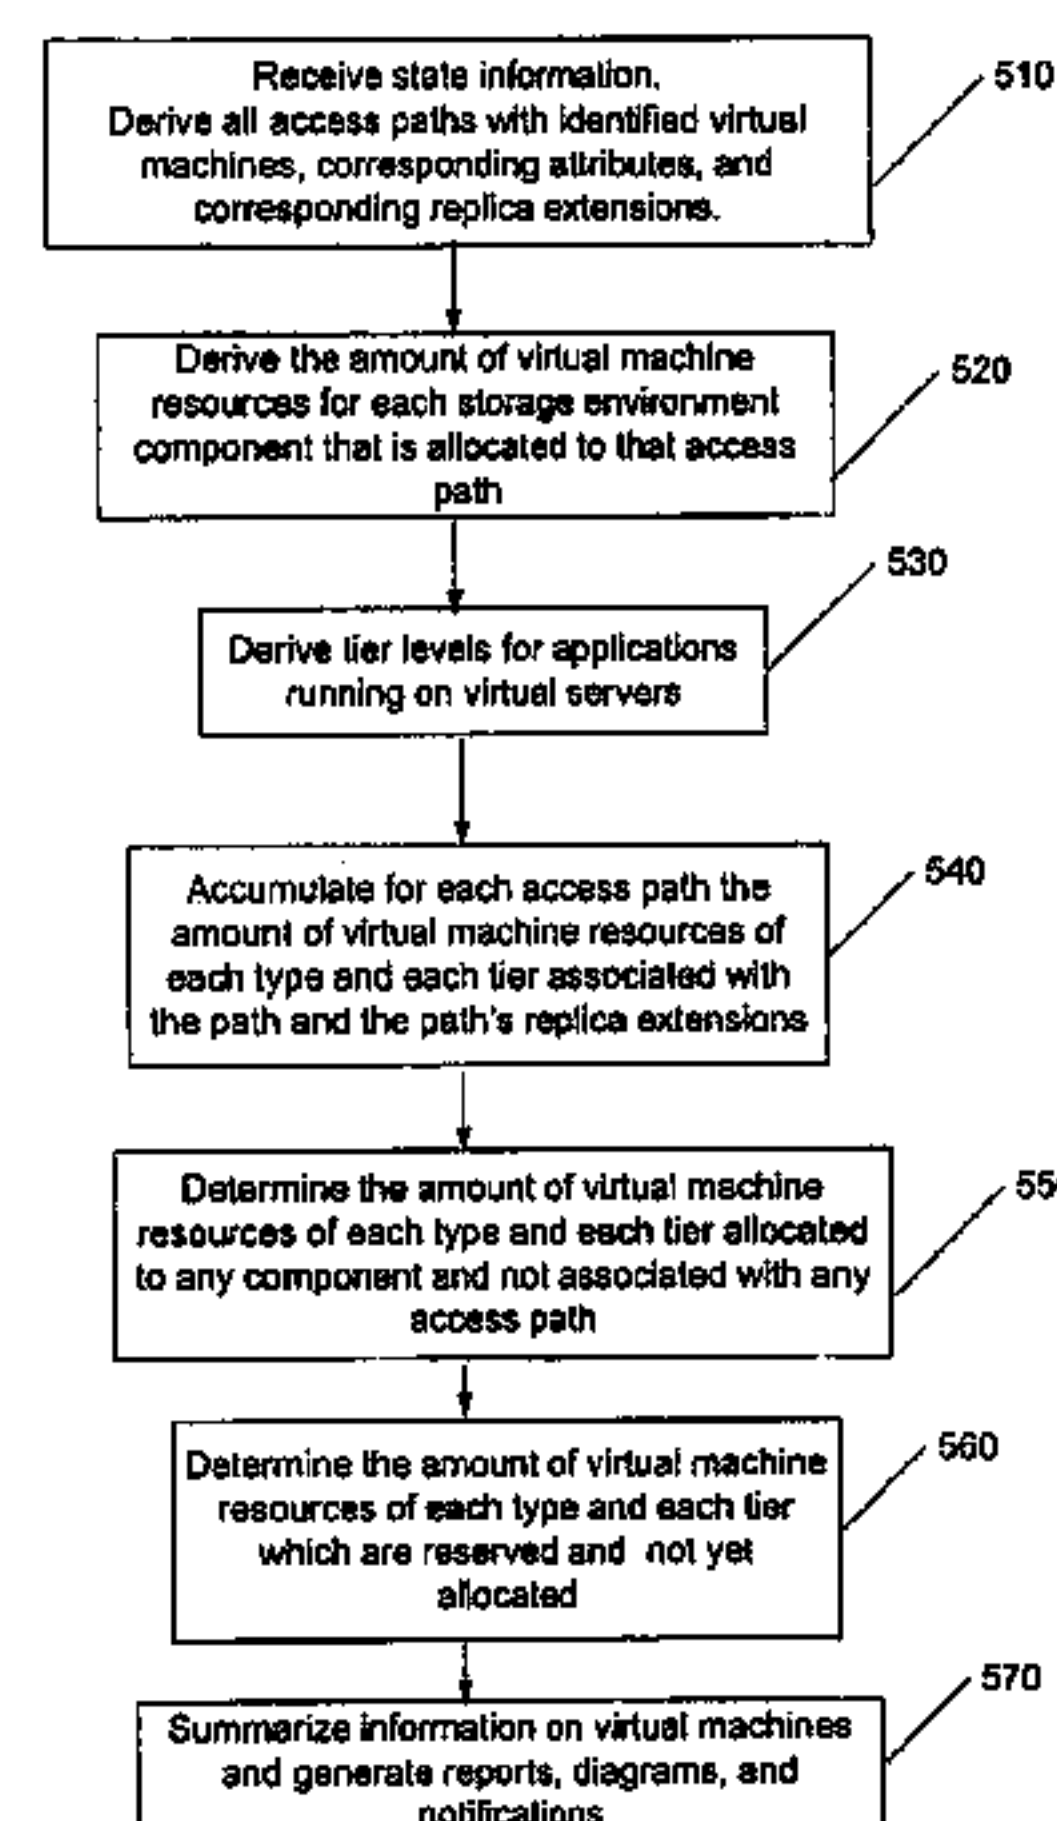 Receive state information.
Derive all access paths with identified virtual
machines, corresponding attributes, and
corresponding replica extensions.
510
Derive the amount of virtual machine
resources for each storage environment
component that is allocated to that access
path
520
Derive tier levels for applications
running on virtual servers
530
Accumulate for each access path the
amount of virtual machine resources of
each type and each tier associated with
the path and the path's replica extensions
540
Determine the amount of virtual machine
resources of each type and each tier allocated
to any component and not associated with any
access path
55
Determine the amount of virtual machine
resources of each type and each tier
which are reserved and not yet
allocated
560
Summarize information on virtual machines
and generate reports, diagrams, and
notifications
570